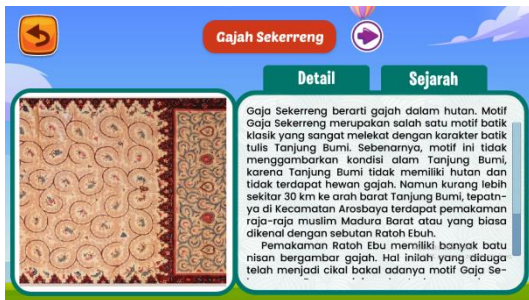 Gajah Sekerreng
Detail
Sejarah
Gaja Sekerreng berarti gajah dalam hutan. Motif
Gaja Sekerreng merupakan salah satu motif batik
klasik yang sangat melekat dengan karakter batik
tulis Tanjung Bumi. Sebenarnya, motif ini tidak
menggambarkan kondisi alam Tanjung Bumi,
karena Tanjung Bumi tidak memiliki hutan dan
tidak terdapat hewan gajah. Namun kurang lebih
sekitar 30 km ke arah barat Tanjung Bumi, tepatn-
ya di Kecamatan Arosbaya terdapat pemakaman
raja-raja muslim Madura Barat atau yang biasa
dikenal dengan sebutan Ratoh Ebuh.
Pemakaman Ratoh Ebu memiliki banyak batu
nisan bergambar gajah. Hal inilah yang diduga
telah menjadi cikal bakal adanya motif Gaja Se-